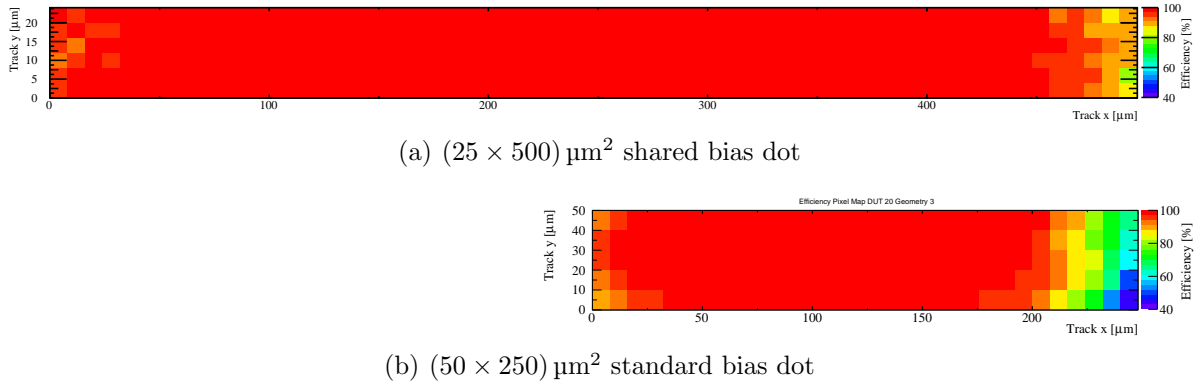 20
15
10
5
0
Track y [μm]
0 100 200 300 400
Track x [μm]
100
80
60
40
Efficiency [%]
(a) (25 × 500) μm² shared bias dot
Efficiency Pixel Map DUT 20 Geometry 3
50
40
30
20
10
0
Track y [μm]
0 50 100 150 200
Track x [μm]
100
80
60
40
Efficiency [%]
(b) (50 × 250) μm² standard bias dot